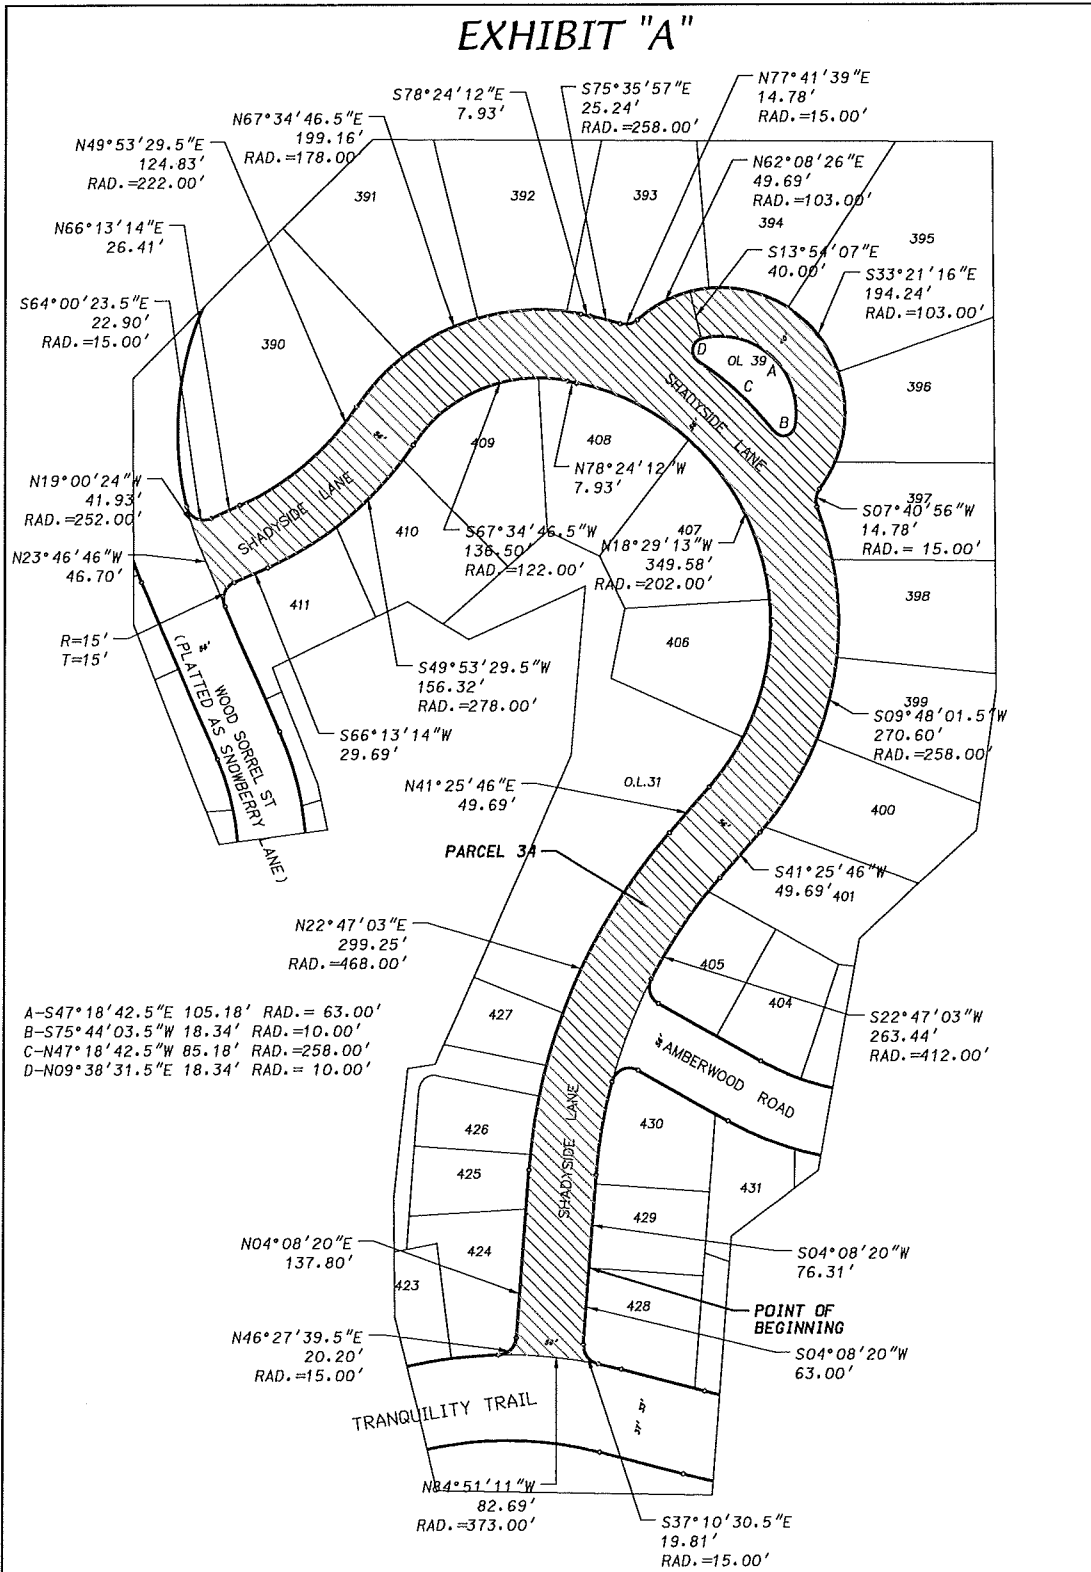 EXHIBIT "A"
N77°41'39"E
14.78'
RAD.=15.00'
S75°35'57"E
25.24'
RAD.=258.00'
S78°24'12"E
7.93'
N67°34'46.5"E
199.16'
RAD.=178.00'
N49°53'29.5"E
124.83'
RAD.=222.00'
N62°08'26"E
49.69'
RAD.=103.00'
391
392
393
394
395
N66°13'14"E
26.41'
S13°54'07"E
40.00'
S33°21'16"E
194.24'
RAD.=103.00'
S64°00'23.5"E
22.90'
RAD.=15.00'
390
D
OL 39
A
C
B
396
SHADYSIDE LANE
56'
409
408
N78°24'12"W
7.93'
N19°00'24"W
41.93'
RAD.=252.00'
SHADYSIDE LANE
397
S07°40'56"W
14.78'
RAD.= 15.00'
410
S67°34'46.5"W
136.50'
RAD.=122.00'
407
N18°29'13"W
349.58'
RAD.=202.00'
N23°46'46"W
46.70'
411
398
R=15'
T=15'
406
S49°53'29.5"W
156.32'
RAD.=278.00'
WOOD SORREL ST
(PLATTED AS SNOWBERRY LANE)
399
S09°48'01.5"W
270.60'
RAD.=258.00'
S66°13'14"W
29.69'
N41°25'46"E
49.69'
O.L.31
400
56'
PARCEL 34
S41°25'46"W
49.69'
401
N22°47'03"E
299.25'
RAD.=468.00'
405
404
427
S22°47'03"W
263.44'
RAD.=412.00'
A-S47°18'42.5"E 105.18' RAD.= 63.00'
B-S75°44'03.5"W 18.34' RAD.=10.00'
C-N47°18'42.5"W 85.18' RAD.=258.00'
D-N09°38'31.5"E 18.34' RAD.= 10.00'
AMBERWOOD ROAD
SHADYSIDE LANE
426
430
425
431
429
N04°08'20"E
137.80'
424
S04°08'20"W
76.31'
423
428
POINT OF
BEGINNING
N46°27'39.5"E
20.20'
RAD.=15.00'
S04°08'20"W
63.00'
TRANQUILITY TRAIL
N84°51'11"W
82.69'
RAD.=373.00'
S37°10'30.5"E
19.81'
RAD.=15.00'